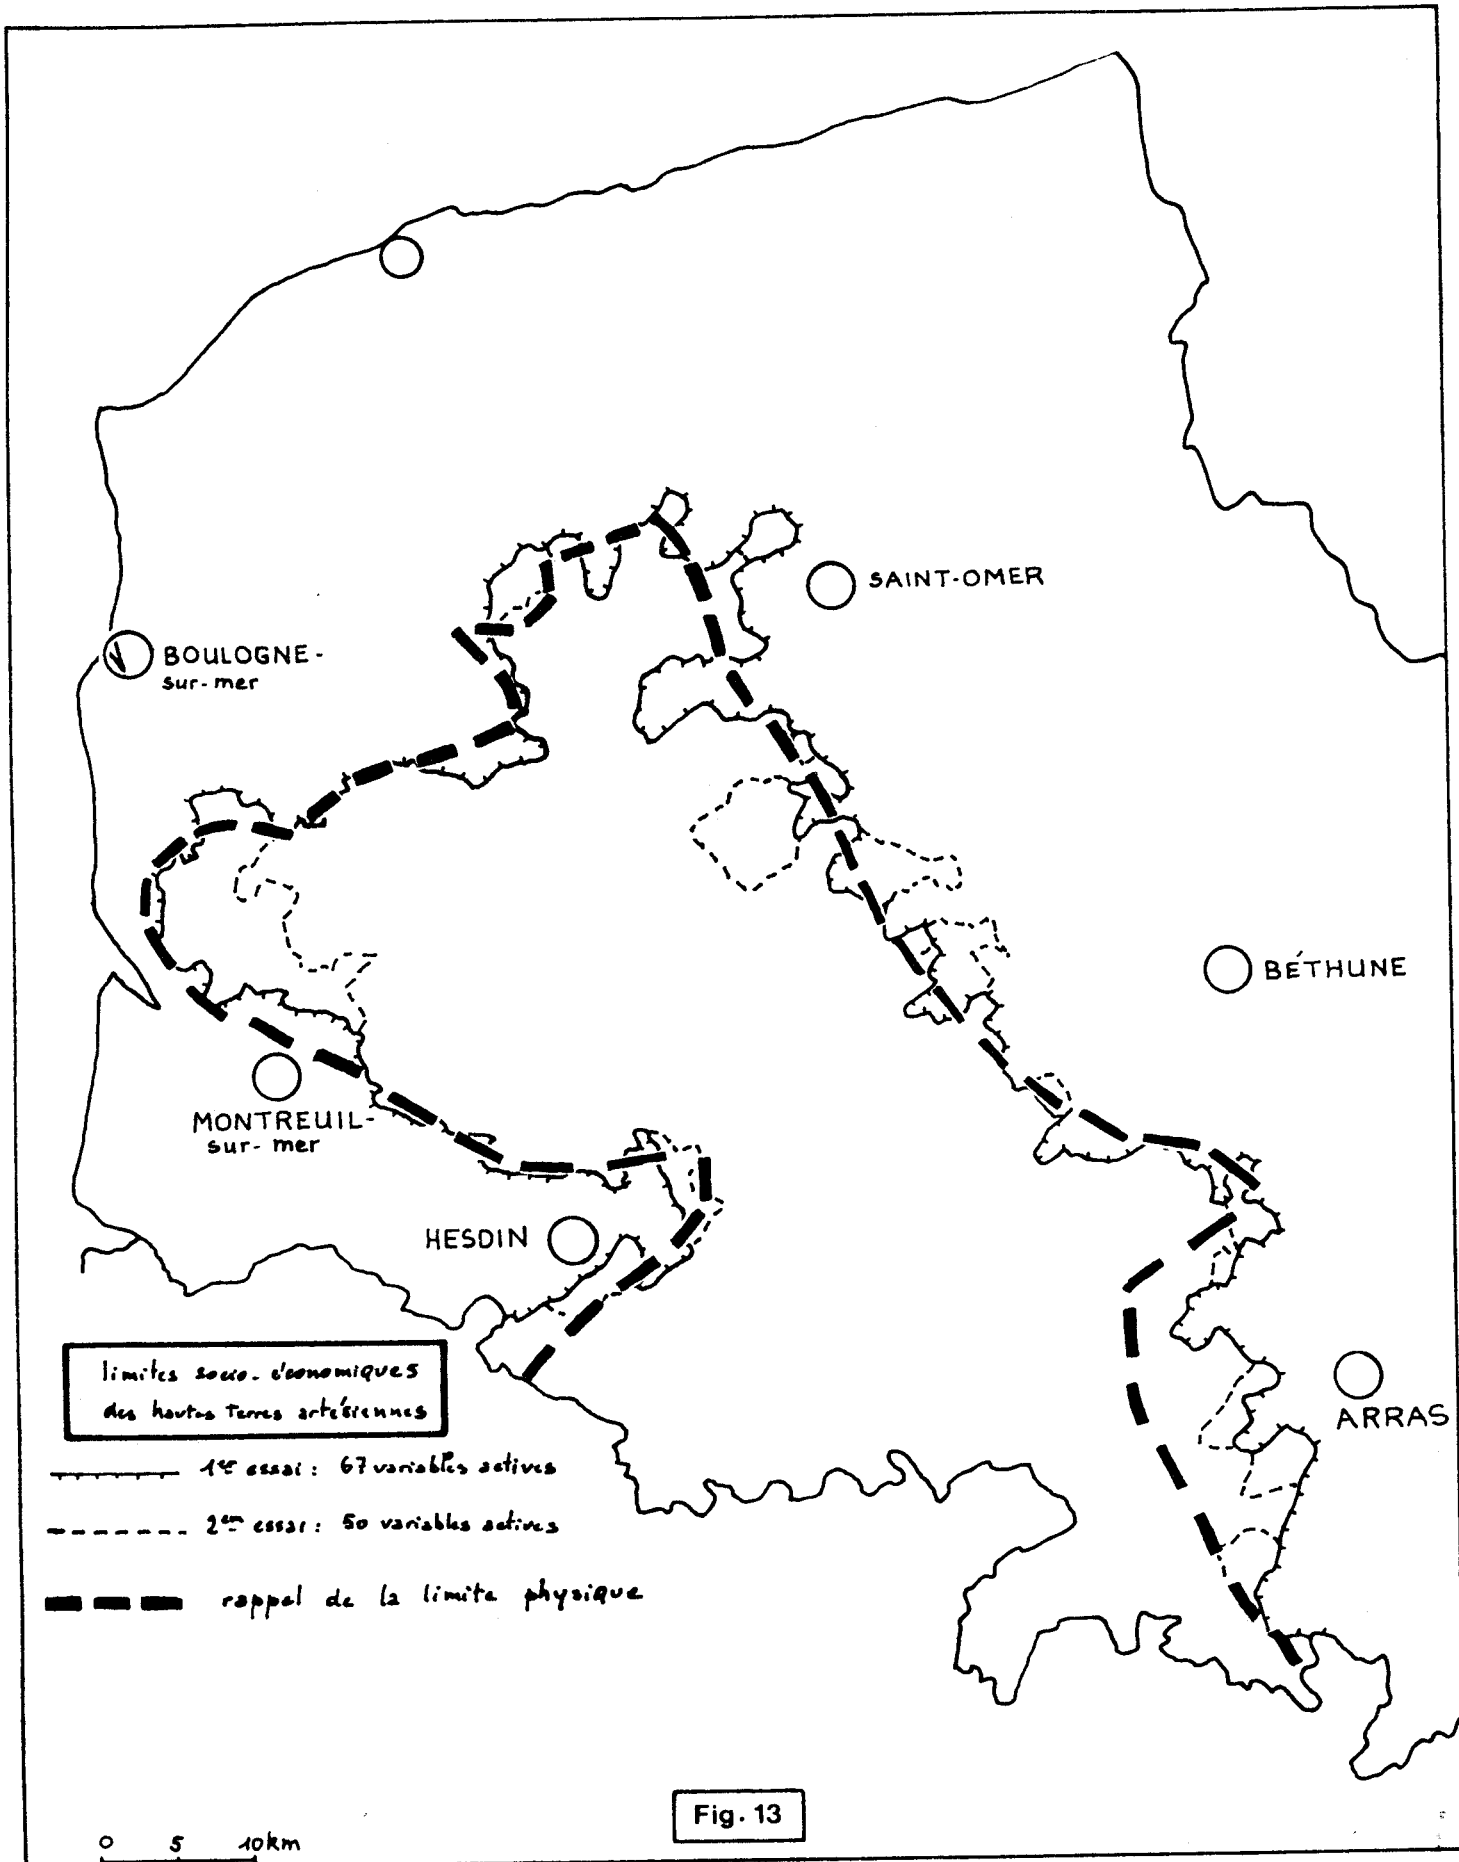 SAINT-OMER
BOULOGNE-
sur-mer
BÉTHUNE
MONTREUIL-
sur-mer
HESDIN
ARRAS
limites socio-économiques
des hautes terres artésiennes
1er essai : 67 variables actives
2em essai : 50 variables actives
rappel de la limite physique
Fig. 13
0 5 10km